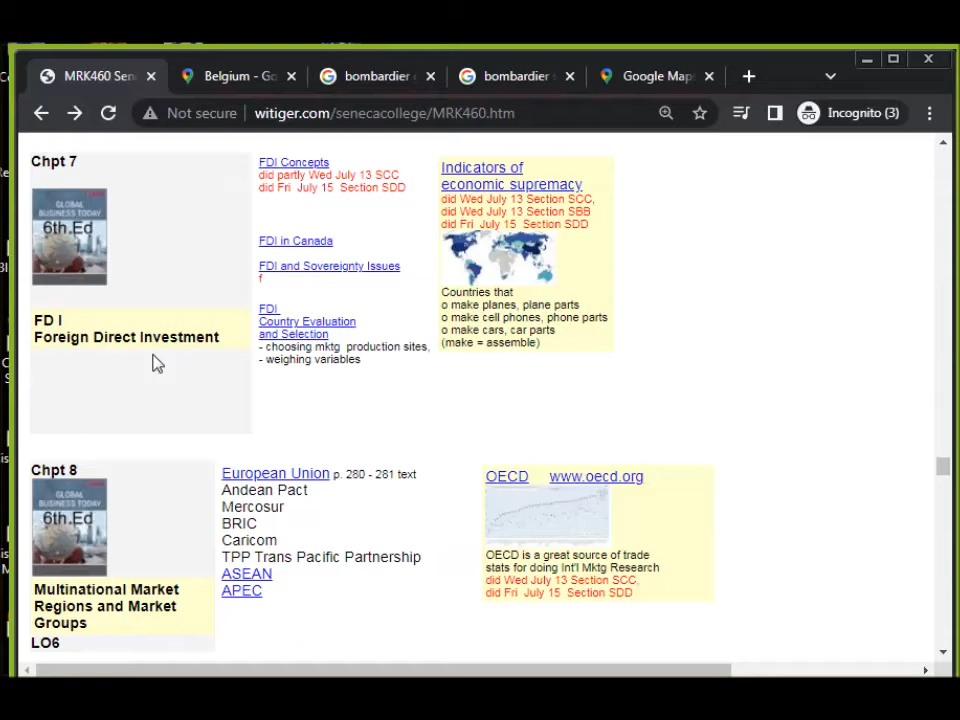 MRK460 Sen
Belgium - Go
bombardier
bombardier
Google Map
Not secure
witiger.com/senecacollege/MRK460.htm
Incognito (3)
Chpt 7
GLOBAL
BUSINESS TODAY
6th.Ed
FD I
Foreign Direct Investment
FDI Concepts
did partly Wed July 13 SCC
did Fri July 15 Section SDD
FDI in Canada
FDI and Sovereignty Issues
f
FDI
Country Evaluation
and Selection
- choosing mktg production sites,
- weighing variables
Indicators of
economic supremacy
did Wed July 13 Section SCC,
did Wed July 13 Section SBB
did Fri July 15 Section SDD
Countries that
o make planes, plane parts
o make cell phones, phone parts
o make cars, car parts
(make = assemble)
Chpt 8
GLOBAL
BUSINESS TODAY
6th.Ed
Multinational Market
Regions and Market
Groups
LO6
European Union p. 280 - 281 text
Andean Pact
Mercosur
BRIC
Caricom
TPP Trans Pacific Partnership
ASEAN
APEC
OECD www.oecd.org
OECD is a great source of trade
stats for doing Int'l Mktg Research
did Wed July 13 Section SCC,
did Fri July 15 Section SDD